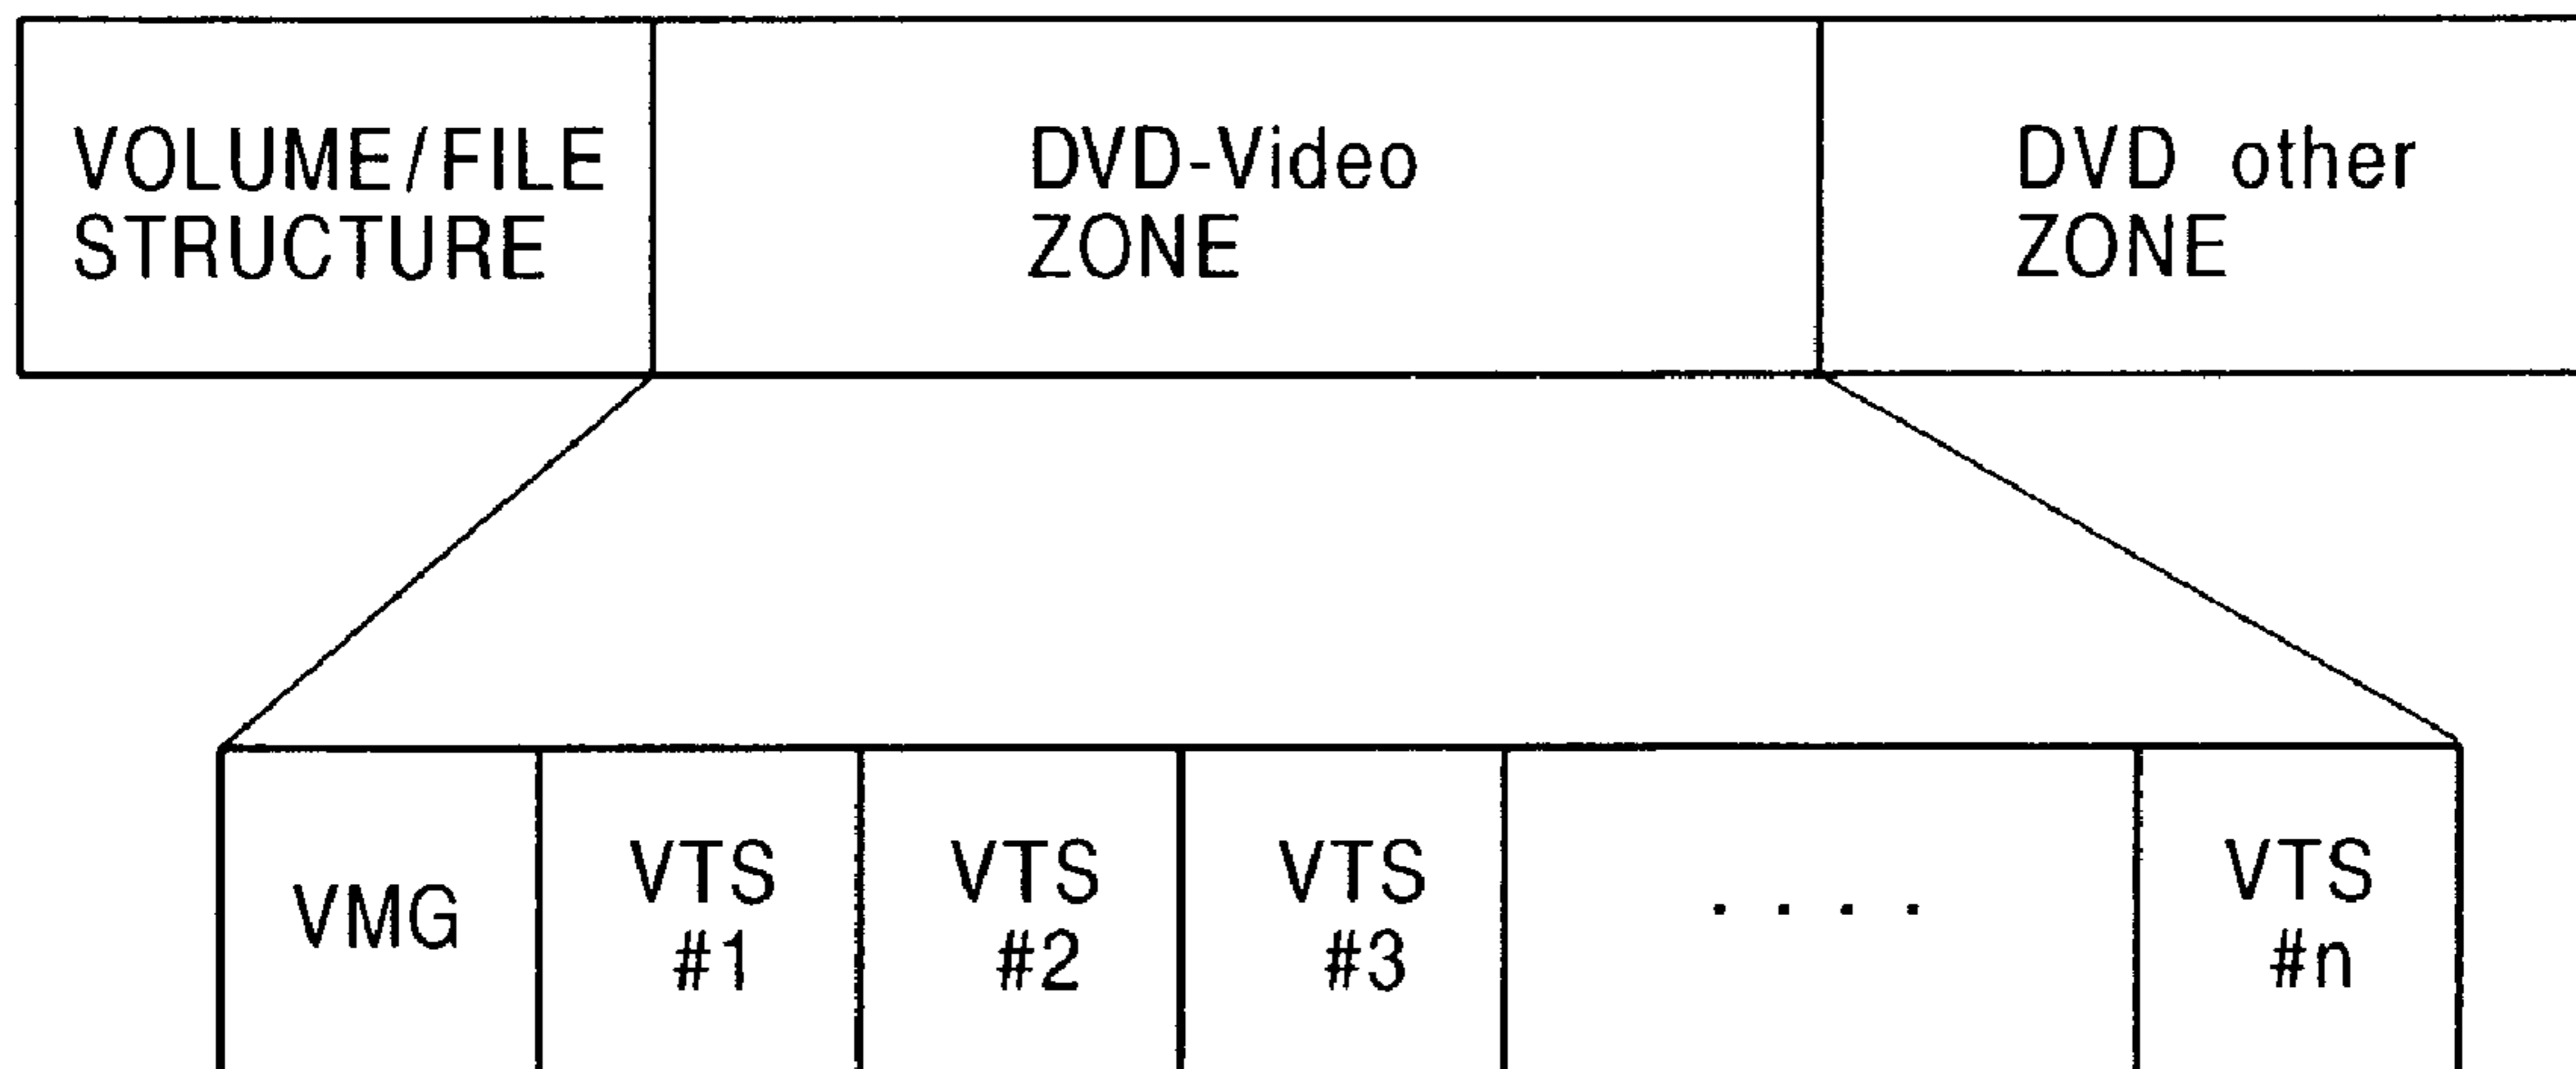 VOLUME/FILE
STRUCTURE
DVD-Video
ZONE
DVD other
ZONE
VMG
VTS
#1
VTS
#2
VTS
#3
. . . .
VTS
#n